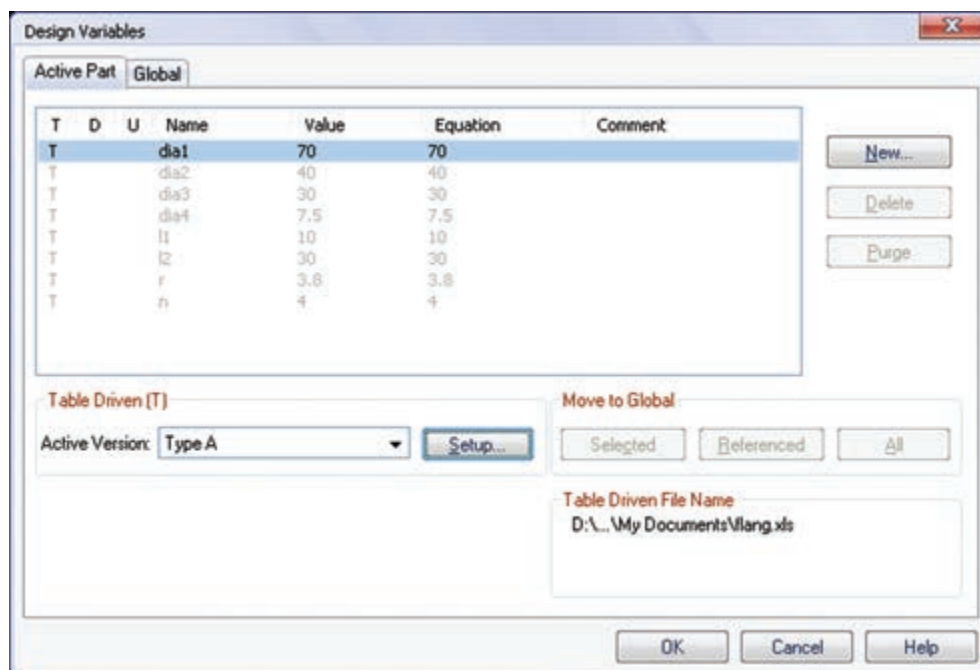 Design Variables
Active Part Global
T D U Name Value Equation Comment
T dia1 70 70
T dia2 40 40
T dia3 30 30
T dia4 7.5 7.5
T l1 10 10
T l2 30 30
T r 3.8 3.8
T n 4 4
New...
Delete
Purge
Table Driven (T)
Active Version: Type A Setup...
Move to Global
Selected Referenced All
Table Driven File Name
D:\...\My Documents\flang.xls
OK Cancel Help